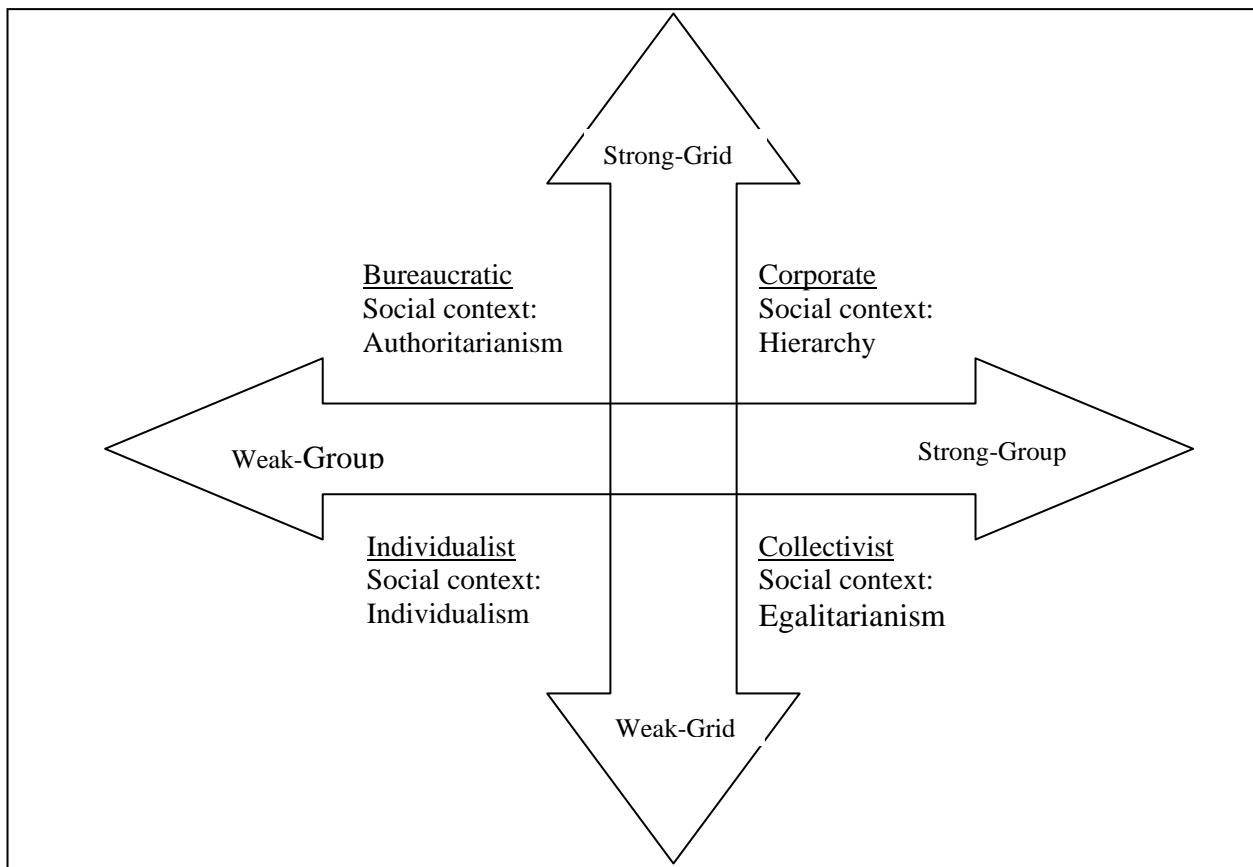 Strong-Grid
Bureaucratic
Social context:
Authoritarianism
Corporate
Social context:
Hierarchy
Weak-Group
Strong-Group
Individualist
Social context:
Individualism
Collectivist
Social context:
Egalitarianism
Weak-Grid